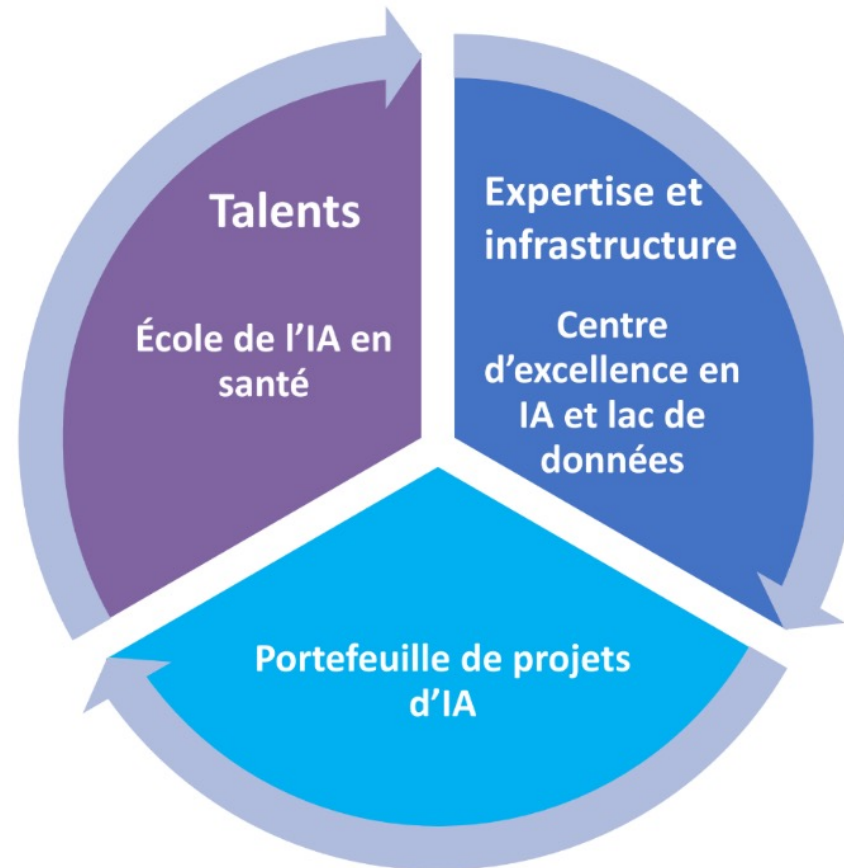 Talents
École de l’IA en
santé
Expertise et
infrastructure
Centre
d’excellence en
IA et lac de
données
Portefeuille de projets
d’IA